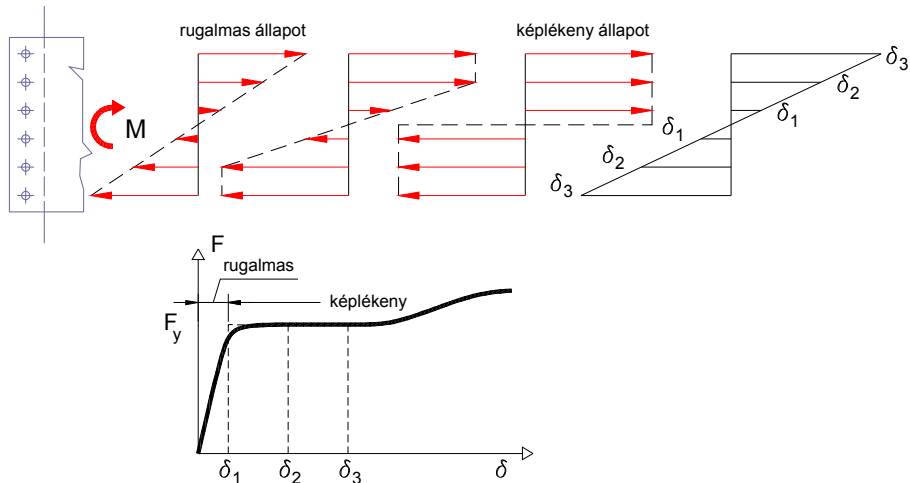 rugalmas állapot
képlékeny állapot
M
δ3
δ2
δ1
δ1
δ2
δ3
F
rugalmas
képlékeny
Fy
δ1
δ2
δ3
δ